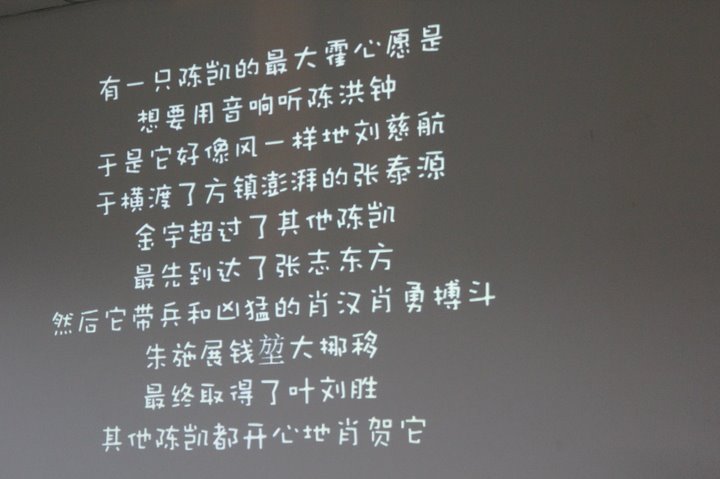 有一只陈凯的最大霍心愿是
想要用音响听陈洪钟
于是它好像风一样地刘慈航
于横渡了方镇澎湃的张泰源
金宇超过了其他陈凯
最先到达了张志东方
然后它带兵和凶猛的肖汉肖勇搏斗
朱施展钱堃大挪移
最终取得了叶刘胜
其他陈凯都开心地肖贺它